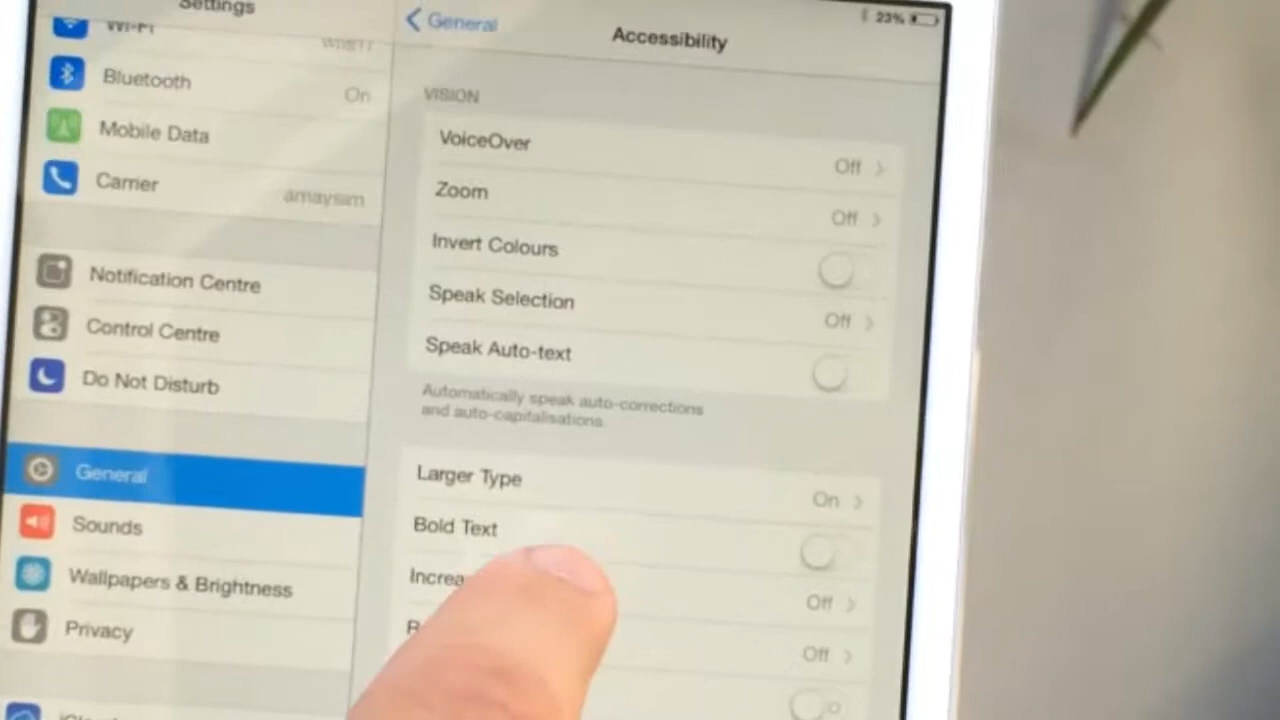 Settings
Wi-Fi
Bluetooth On
Mobile Data
Carrier amaysim
Notification Centre
Control Centre
Do Not Disturb
General
Sounds
Wallpapers & Brightness
Privacy
General
Accessibility
23%
VISION
VoiceOver Off
Zoom Off
Invert Colours
Speak Selection Off
Speak Auto-text
Automatically speak auto-corrections
and auto-capitalisations.
Larger Type On
Bold Text
Off
Off